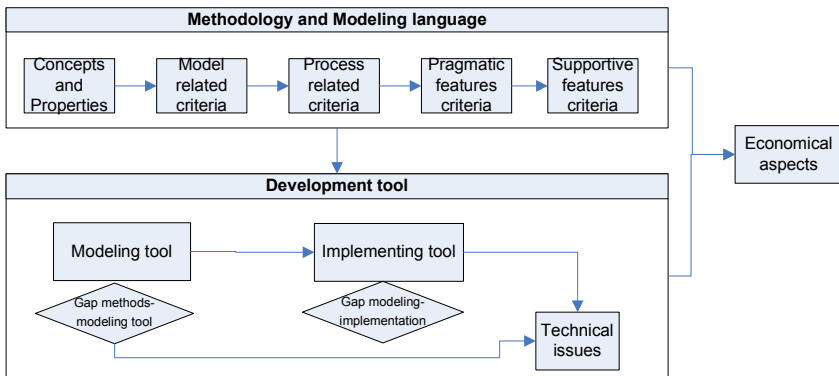 Methodology and Modeling language
Concepts
and
Properties
Model
related
criteria
Process
related
criteria
Pragmatic
features
criteria
Supportive
features
criteria
Economical
aspects
Development tool
Modeling tool
Implementing tool
Gap methods-
modeling tool
Gap modeling-
implementation
Technical
issues